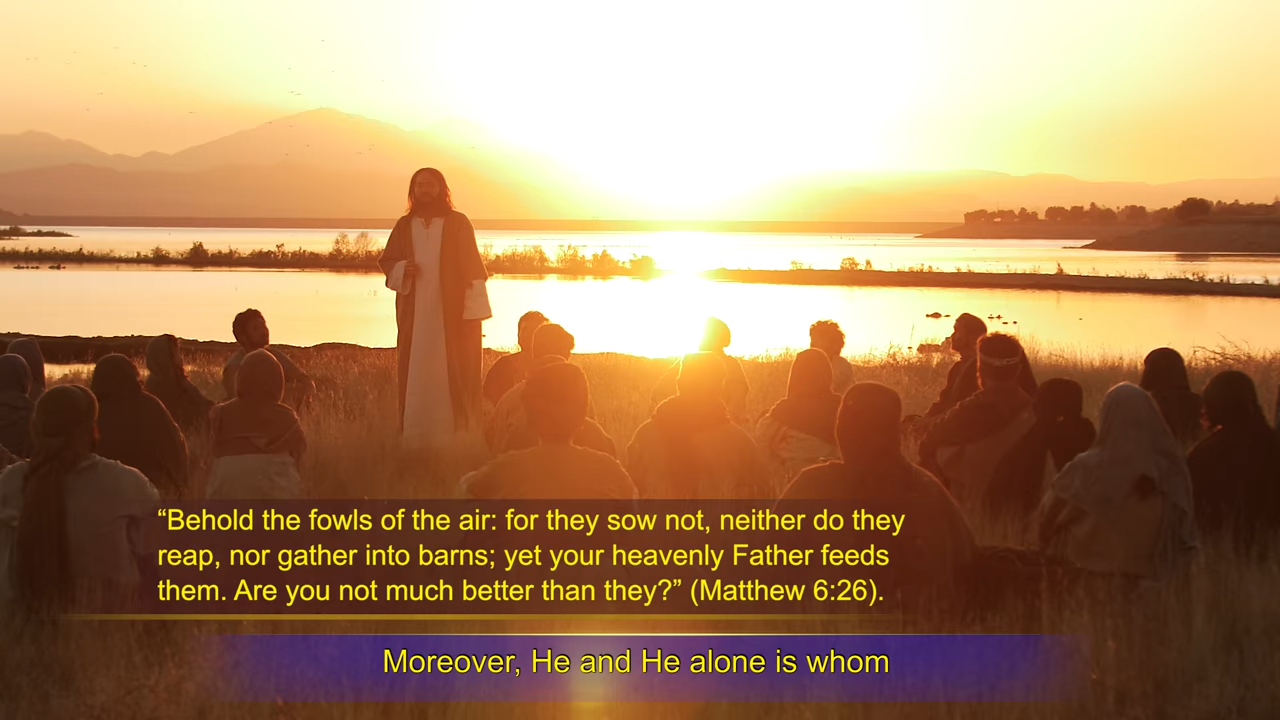 “Behold the fowls of the air: for they sow not, neither do they
reap, nor gather into barns; yet your heavenly Father feeds
them. Are you not much better than they?” (Matthew 6:26).
Moreover, He and He alone is whom